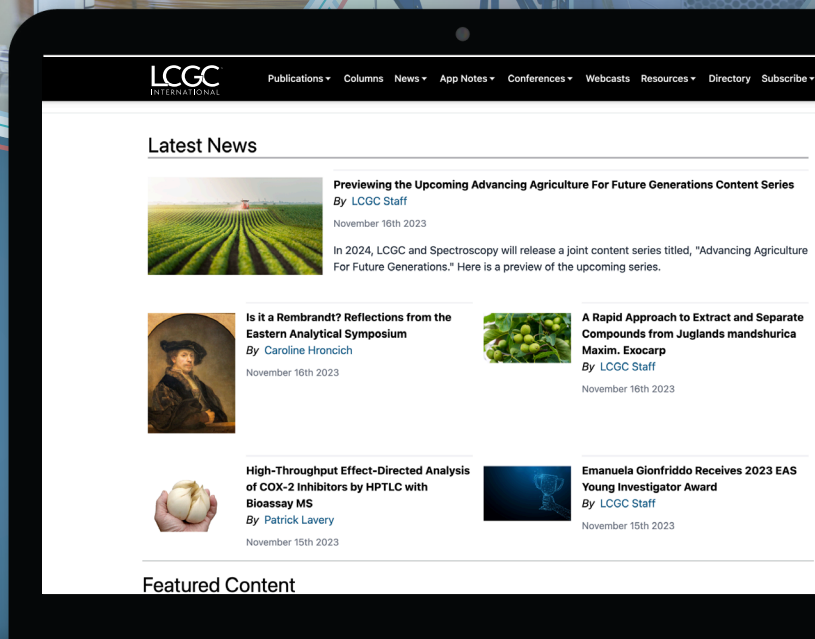 LCGC
INTERNATIONAL
Publications Columns News App Notes Conferences Webcasts Resources Directory Subscribe
Latest News
Previewing the Upcoming Advancing Agriculture For Future Generations Content Series
By LCGC Staff
November 16th 2023
In 2024, LCGC and Spectroscopy will release a joint content series titled, "Advancing Agriculture
For Future Generations." Here is a preview of the upcoming series.
Is it a Rembrandt? Reflections from the
Eastern Analytical Symposium
By Caroline Hroncich
November 16th 2023
A Rapid Approach to Extract and Separate
Compounds from Juglands mandshurica
Maxim. Exocarp
By LCGC Staff
November 16th 2023
High-Throughput Effect-Directed Analysis
of COX-2 Inhibitors by HPTLC with
Bioassay MS
By Patrick Lavery
November 15th 2023
Emanuela Gionfriddo Receives 2023 EAS
Young Investigator Award
By LCGC Staff
November 15th 2023
Featured Content